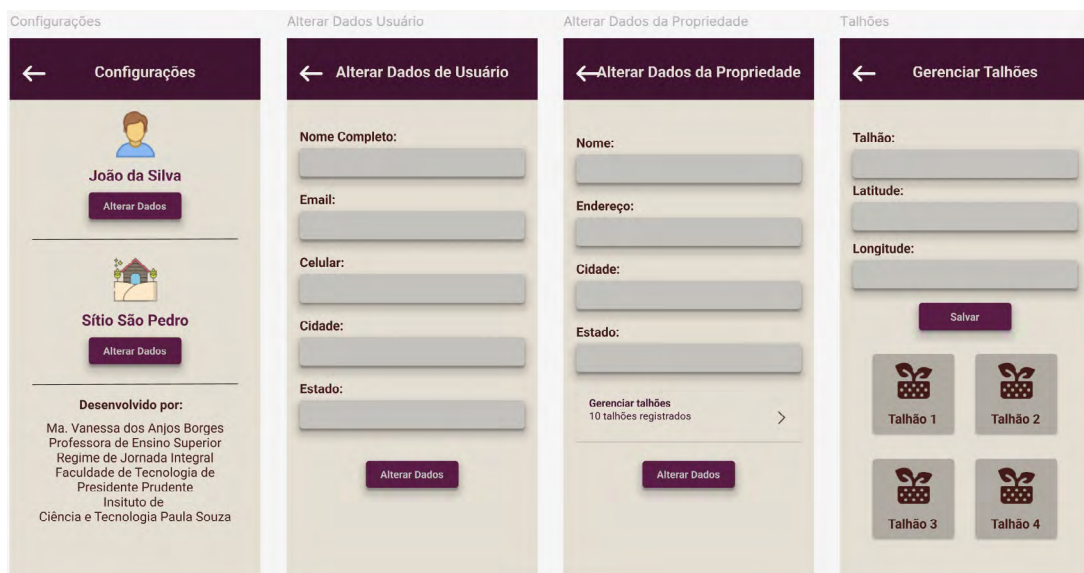 Configurações
Configurações
João da Silva
Alterar Dados
Sítio São Pedro
Alterar Dados
Desenvolvido por:
Ma. Vanessa dos Anjos Borges
Professora de Ensino Superior
Regime de Jornada Integral
Faculdade de Tecnologia de
Presidente Prudente
Insituto de
Ciência e Tecnologia Paula Souza
Alterar Dados Usuário
Alterar Dados de Usuário
Nome Completo:
Email:
Celular:
Cidade:
Estado:
Alterar Dados
Alterar Dados da Propriedade
Alterar Dados da Propriedade
Nome:
Endereço:
Cidade:
Estado:
Gerenciar talhões
10 talhões registrados
Alterar Dados
Talhões
Gerenciar Talhões
Talhão:
Latitude:
Longitude:
Salvar
Talhão 1
Talhão 2
Talhão 3
Talhão 4